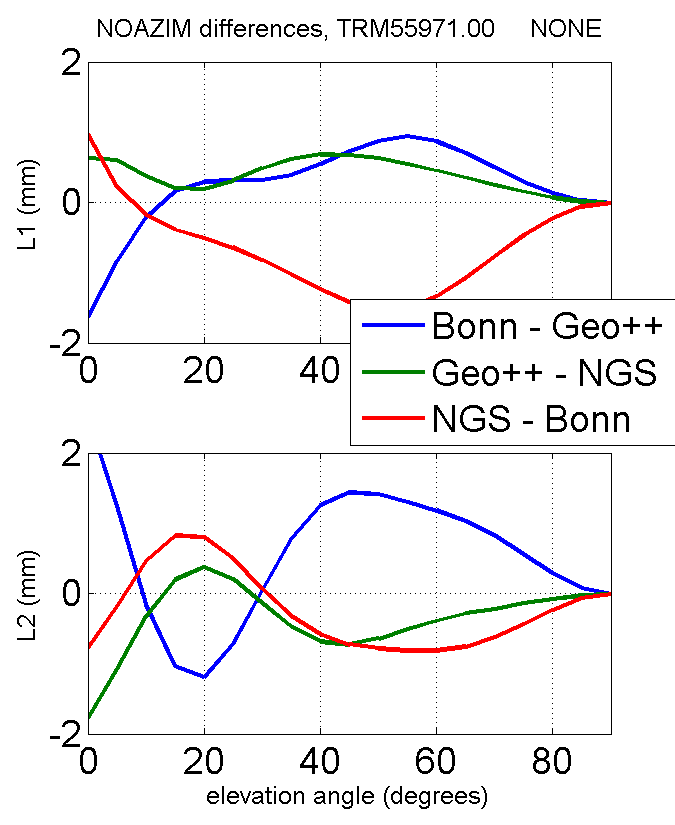 NOAZIM differences, TRM55971.00 NONE
2
L1 (mm)
0
-2
0 20 40
Bonn - Geo++
Geo++ - NGS
NGS - Bonn
2
L2 (mm)
0
-2
0 20 40 60 80
elevation angle (degrees)